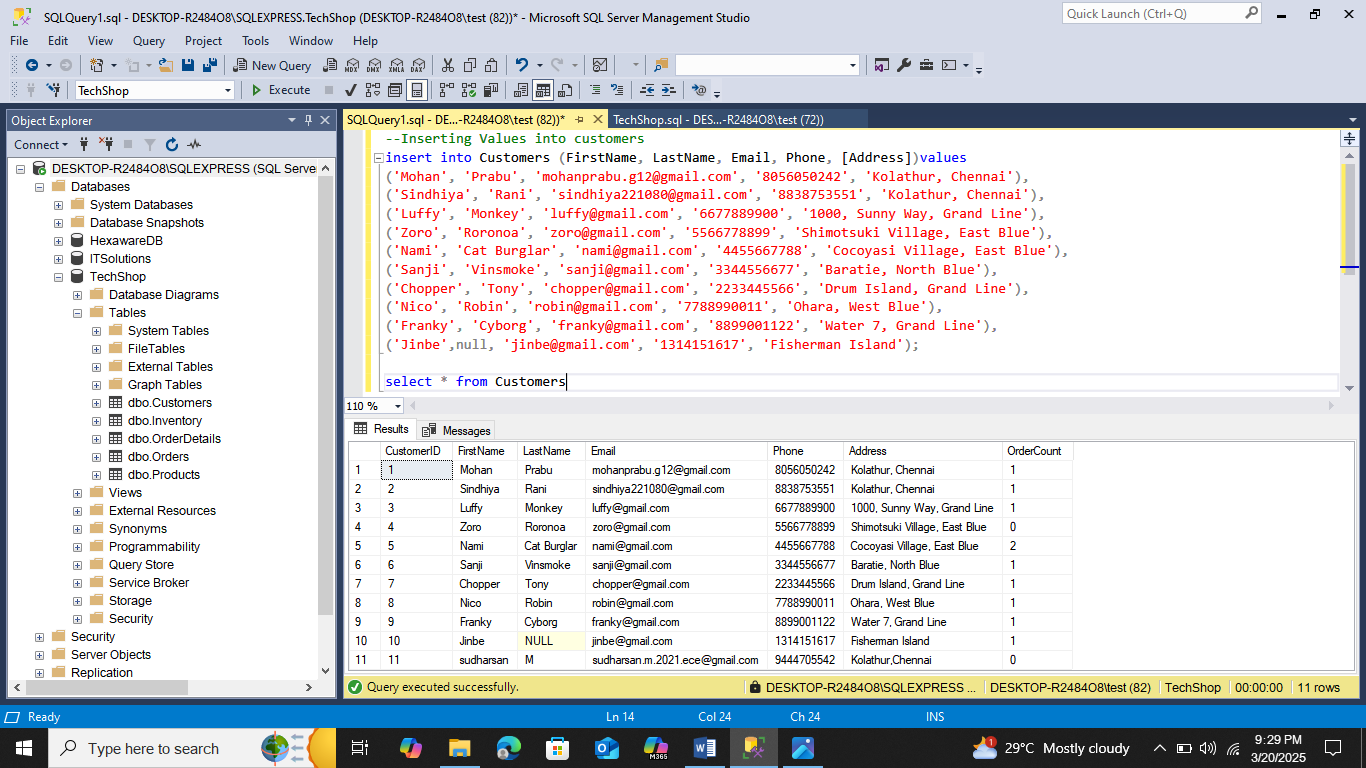 SQLQuery1.sql - DESKTOP-R2484O8\SQLEXPRESS.TechShop (DESKTOP-R2484O8\test (82))* - Microsoft SQL Server Management Studio
Quick Launch (Ctrl+Q)
File Edit View Query Project Tools Window Help
New Query
MDX DMX XMLA DAX
TechShop Execute
Object Explorer
SQLQuery1.sql - DE...-R2484O8\test (82))* TechShop.sql - DE...-R2484O8\test (72))
Connect
DESKTOP-R2484O8\SQLEXPRESS (SQL Serve
Databases
System Databases
Database Snapshots
HexawareDB
ITSolutions
TechShop
Database Diagrams
Tables
System Tables
FileTables
External Tables
Graph Tables
dbo.Customers
dbo.Inventory
dbo.OrderDetails
dbo.Orders
dbo.Products
Views
External Resources
Synonyms
Programmability
Query Store
Service Broker
Storage
Security
Security
Server Objects
Replication
--Inserting Values into customers
insert into Customers (FirstName, LastName, Email, Phone, [Address])values
('Mohan', 'Prabu', 'mohanprabu.g12@gmail.com', '8056050242', 'Kolathur, Chennai'),
('Sindhiya', 'Rani', 'sindhiya221080@gmail.com', '8838753551', 'Kolathur, Chennai'),
('Luffy', 'Monkey', 'luffy@gmail.com', '6677889900', '1000, Sunny Way, Grand Line'),
('Zoro', 'Roronoa', 'zoro@gmail.com', '5566778899', 'Shimotsuki Village, East Blue'),
('Nami', 'Cat Burglar', 'nami@gmail.com', '4455667788', 'Cocoyasi Village, East Blue'),
('Sanji', 'Vinsmoke', 'sanji@gmail.com', '3344556677', 'Baratie, North Blue'),
('Chopper', 'Tony', 'chopper@gmail.com', '2233445566', 'Drum Island, Grand Line'),
('Nico', 'Robin', 'robin@gmail.com', '7788990011', 'Ohara, West Blue'),
('Franky', 'Cyborg', 'franky@gmail.com', '8899001122', 'Water 7, Grand Line'),
('Jinbe',null, 'jinbe@gmail.com', '1314151617', 'Fisherman Island');
select * from Customers
110 %
Results Messages
CustomerID FirstName LastName Email Phone Address OrderCount
1 1 Mohan Prabu mohanprabu.g12@gmail.com 8056050242 Kolathur, Chennai 1
2 2 Sindhiya Rani sindhiya221080@gmail.com 8838753551 Kolathur, Chennai 1
3 3 Luffy Monkey luffy@gmail.com 6677889900 1000, Sunny Way, Grand Line 1
4 4 Zoro Roronoa zoro@gmail.com 5566778899 Shimotsuki Village, East Blue 0
5 5 Nami Cat Burglar nami@gmail.com 4455667788 Cocoyasi Village, East Blue 2
6 6 Sanji Vinsmoke sanji@gmail.com 3344556677 Baratie, North Blue 1
7 7 Chopper Tony chopper@gmail.com 2233445566 Drum Island, Grand Line 1
8 8 Nico Robin robin@gmail.com 7788990011 Ohara, West Blue 1
9 9 Franky Cyborg franky@gmail.com 8899001122 Water 7, Grand Line 1
10 10 Jinbe NULL jinbe@gmail.com 1314151617 Fisherman Island 1
11 11 sudharsan M sudharsan.m.2021.ece@gmail.com 9444705542 Kolathur,Chennai 0
Query executed successfully. DESKTOP-R2484O8\SQLEXPRESS ... DESKTOP-R2484O8\test (82) TechShop 00:00:00 11 rows
Ready Ln 14 Col 24 Ch 24 INS
Type here to search M365 1 29°C Mostly cloudy 9:29 PM
3/20/2025